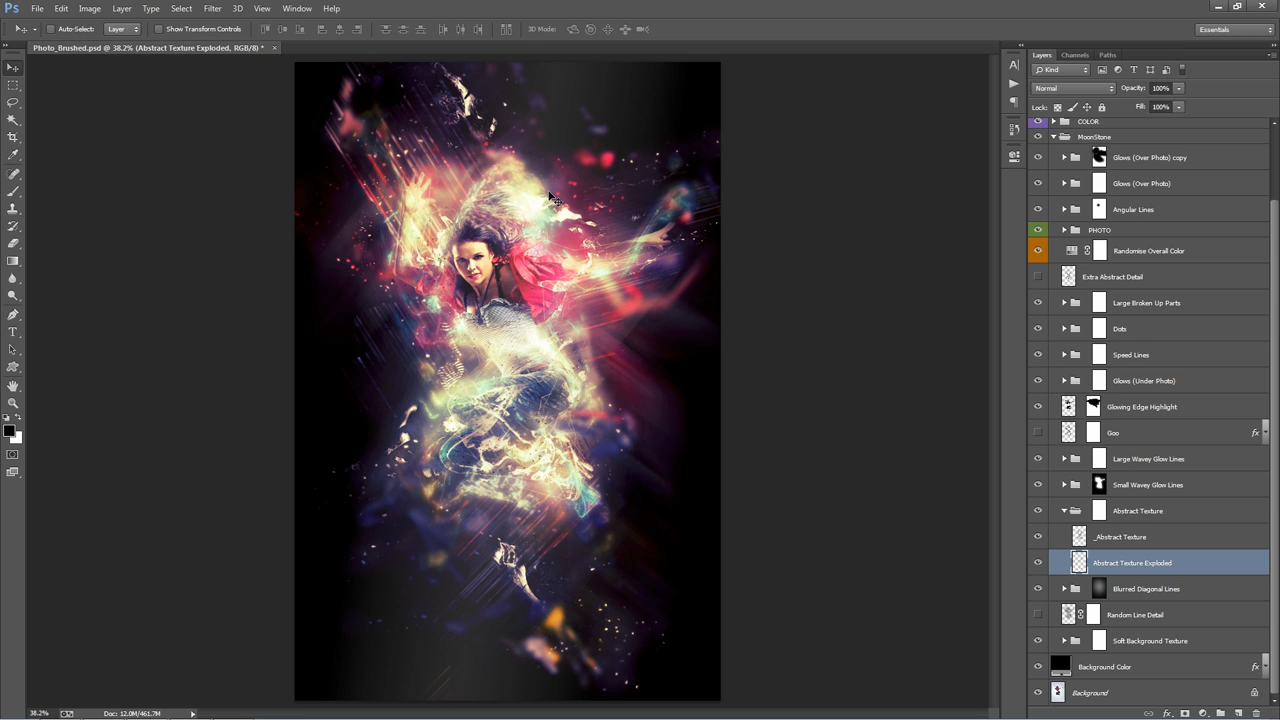 Ps File Edit Image Layer Type Select Filter 3D View Window Help
Auto-Select: Layer Show Transform Controls 3D Mode: Essentials
Photo_Brushed.psd @ 38.2% (Abstract Texture Exploded, RGB/8) * ×
Layers Channels Paths
Kind
Normal Opacity: 100%
Lock: Fill: 100%
COLOR
MoonStone
Glows (Over Photo) copy
Glows (Over Photo)
Angular Lines
PHOTO
Randomise Overall Color
Extra Abstract Detail
Large Broken Up Parts
Dots
Speed Lines
Glows (Under Photo)
Glowing Edge Highlight
Goo fx
Large Wavey Glow Lines
Small Wavey Glow Lines
Abstract Texture
_Abstract Texture
Abstract Texture Exploded
Blurred Diagonal Lines
Random Line Detail
Soft Background Texture
Background Color fx
Background
38.2% Doc: 12.0M/461.7M fx